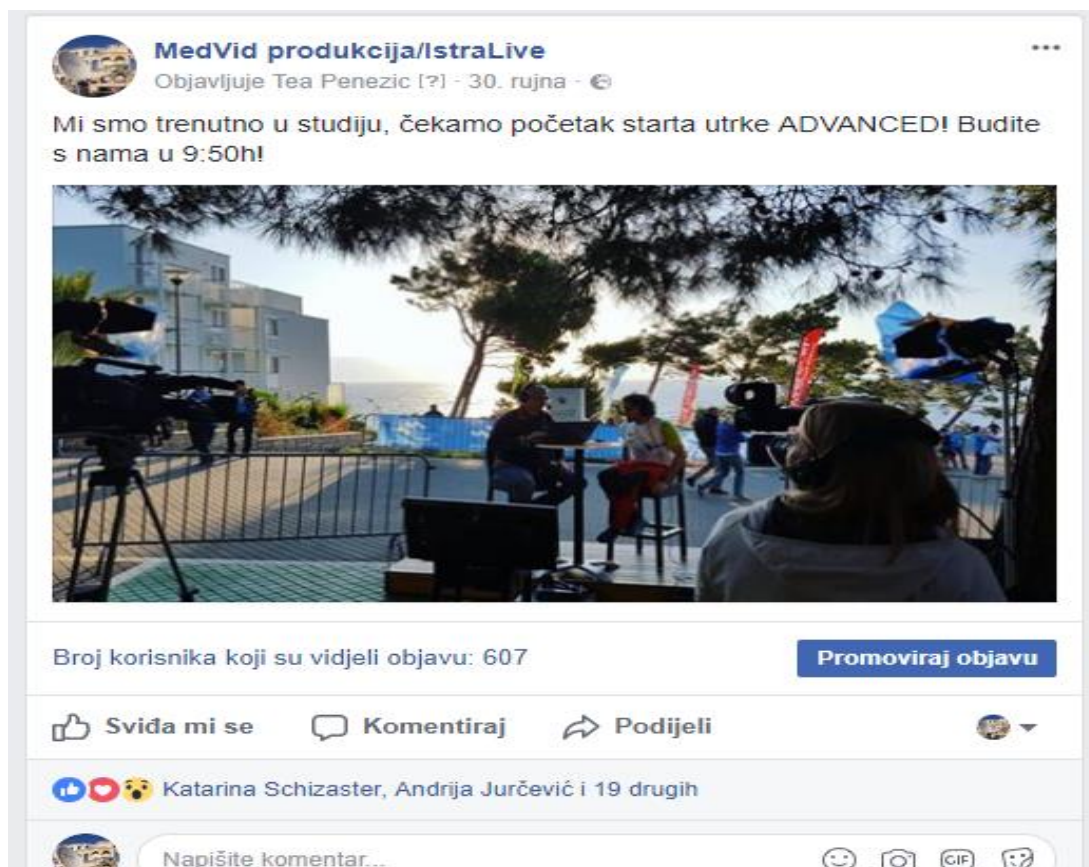 MedVid produkcija/IstraLive
Objavljuje Tea Penezic [?] · 30. rujna ·
Mi smo trenutno u studiju, čekamo početak starta utrke ADVANCED! Budite
s nama u 9:50h!
Broj korisnika koji su vidjeli objavu: 607
Promoviraj objavu
Sviđa mi se Komentiraj Podijeli
Katarina Schizaster, Andrija Jurčević i 19 drugih
Napišite komentar...
GIF